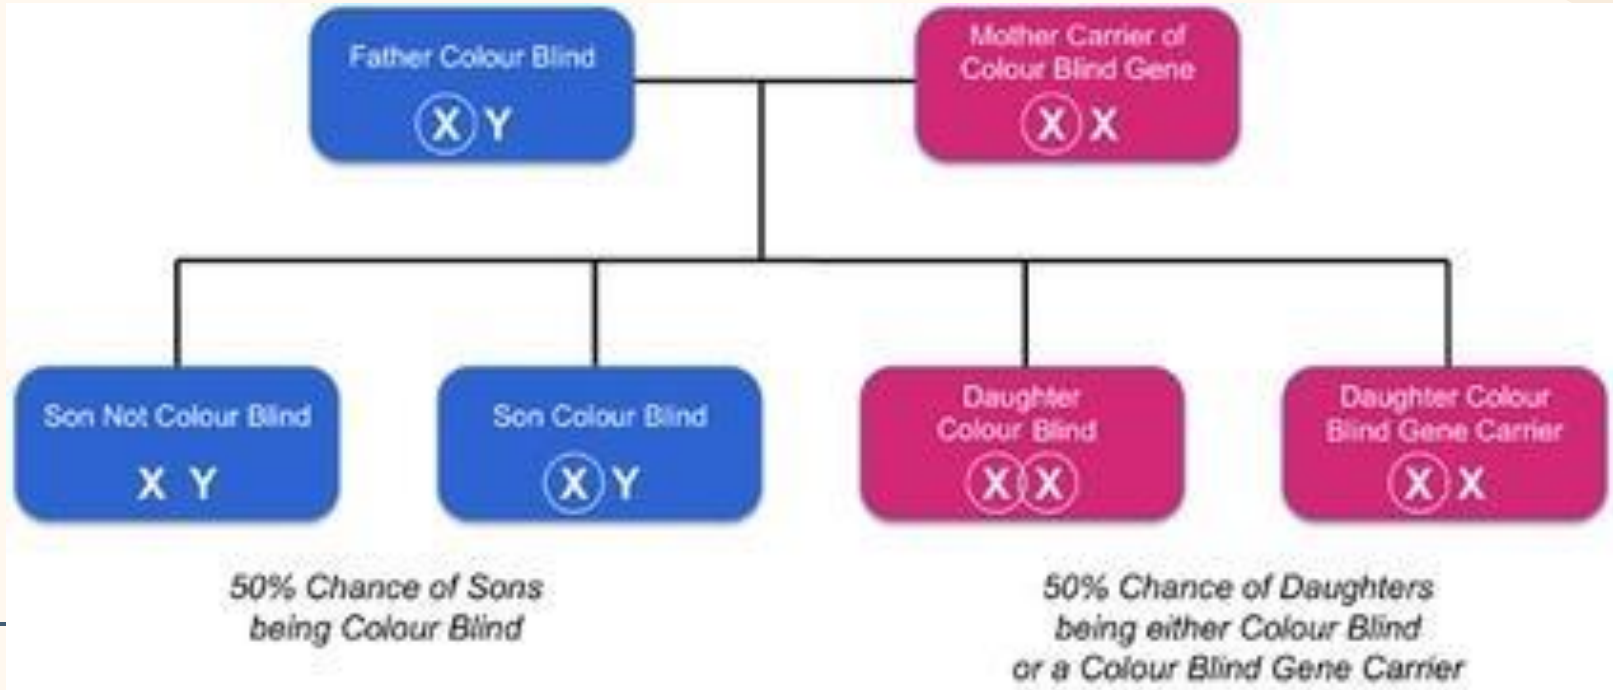 Father Colour Blind
X Y
Mother Carrier of
Colour Blind Gene
X X
Son Not Colour Blind
X Y
Son Colour Blind
X Y
Daughter
Colour Blind
X X
Daughter Colour
Blind Gene Carrier
X X
50% Chance of Sons
being Colour Blind
50% Chance of Daughters
being either Colour Blind
or a Colour Blind Gene Carrier